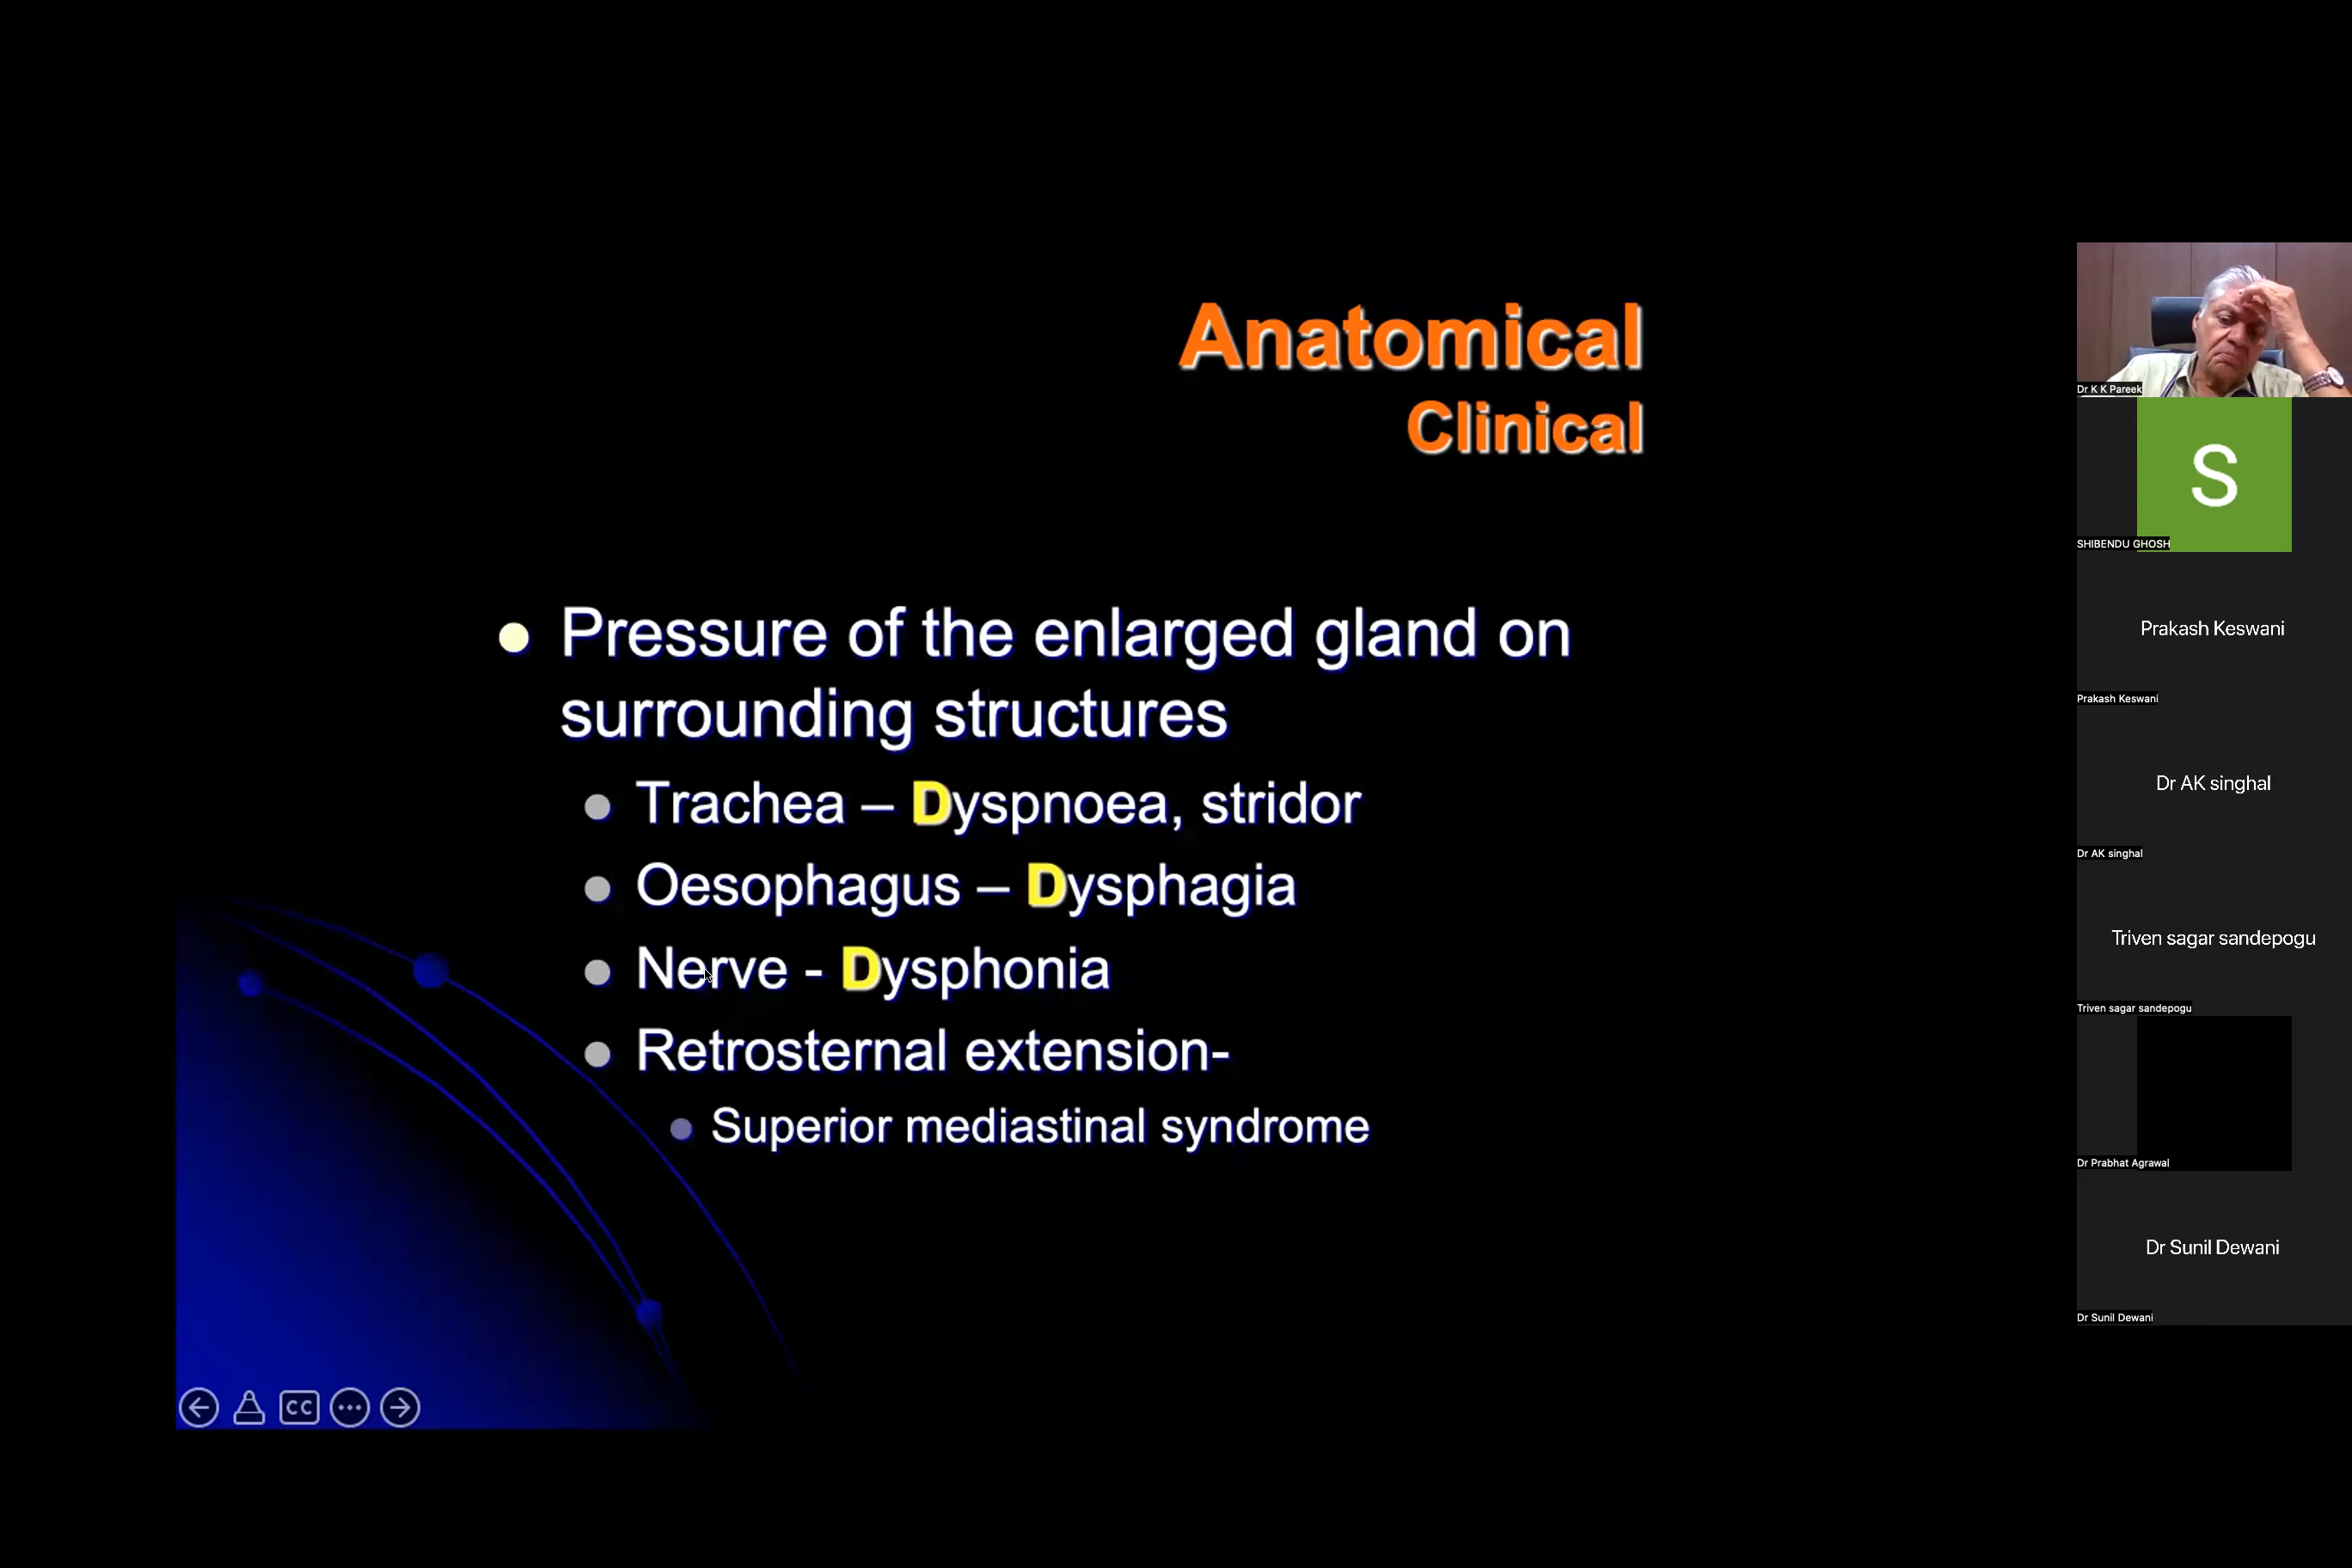 Anatomical
Clinical
Pressure of the enlarged gland on
surrounding structures
Trachea – Dyspnoea, stridor
Oesophagus – Dysphagia
Nerve - Dysphonia
Retrosternal extension-
Superior mediastinal syndrome
CC
Dr K K Pareek
S
SHIBENDU GHOSH
Prakash Keswani
Prakash Keswani
Dr AK singhal
Dr AK singhal
Triven sagar sandepogu
Triven sagar sandepogu
Dr Prabhat Agrawal
Dr Sunil Dewani
Dr Sunil Dewani